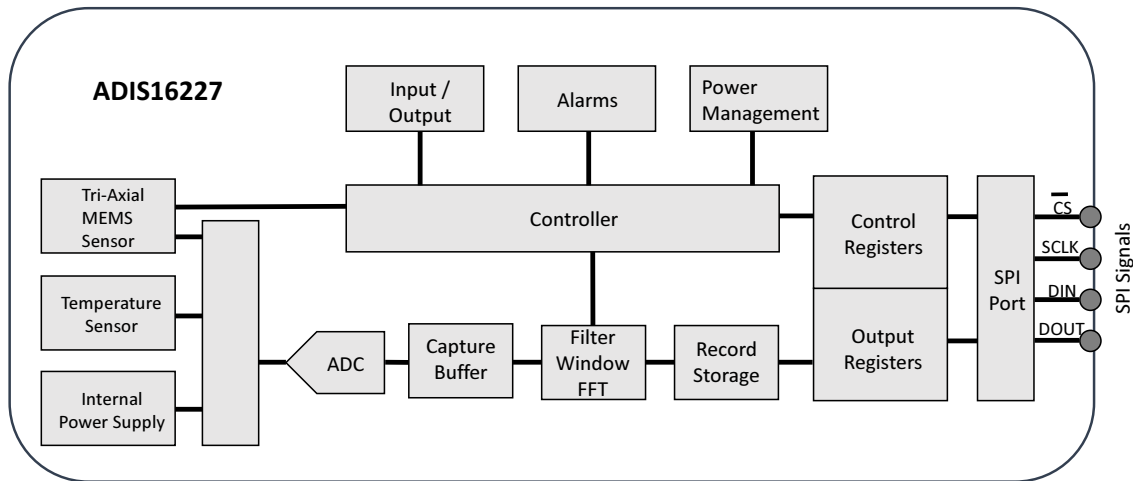 ADIS16227
Input /
Output
Alarms
Power
Management
Tri-Axial
MEMS
Sensor
Controller
Control
Registers
Temperature
Sensor
Internal
Power Supply
ADC
Capture
Buffer
Filter
Window
FFT
Record
Storage
Output
Registers
SPI
Port
CS
SCLK
DIN
DOUT
SPI Signals